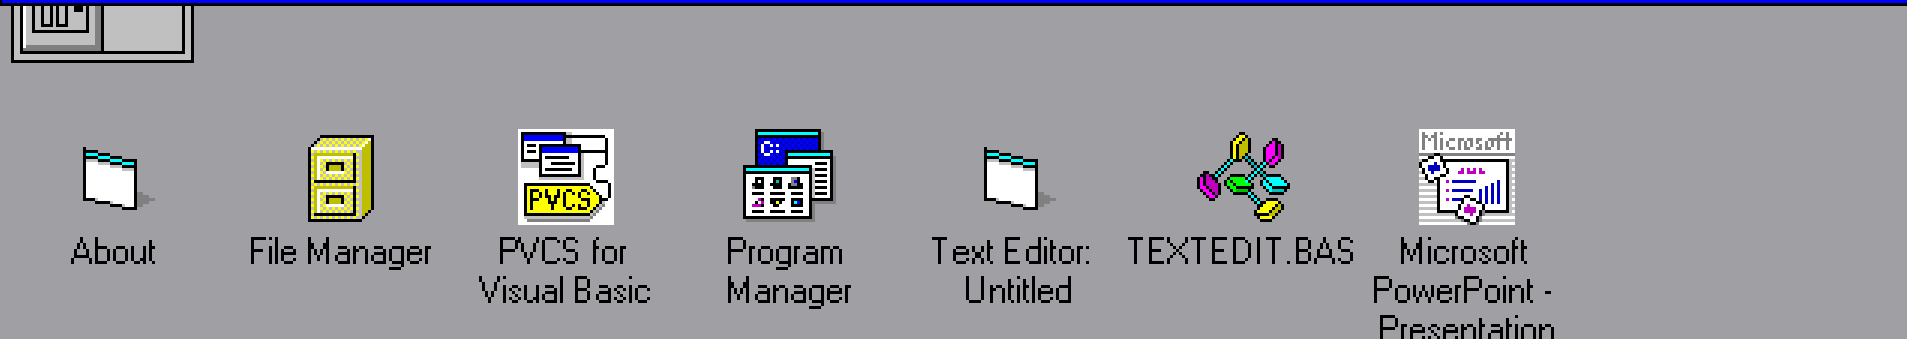 C:
PVCS
Microsoft
About
File Manager
PVCS for
Visual Basic
Program
Manager
Text Editor:
Untitled
TEXTEDIT.BAS
Microsoft
PowerPoint -
Presentation